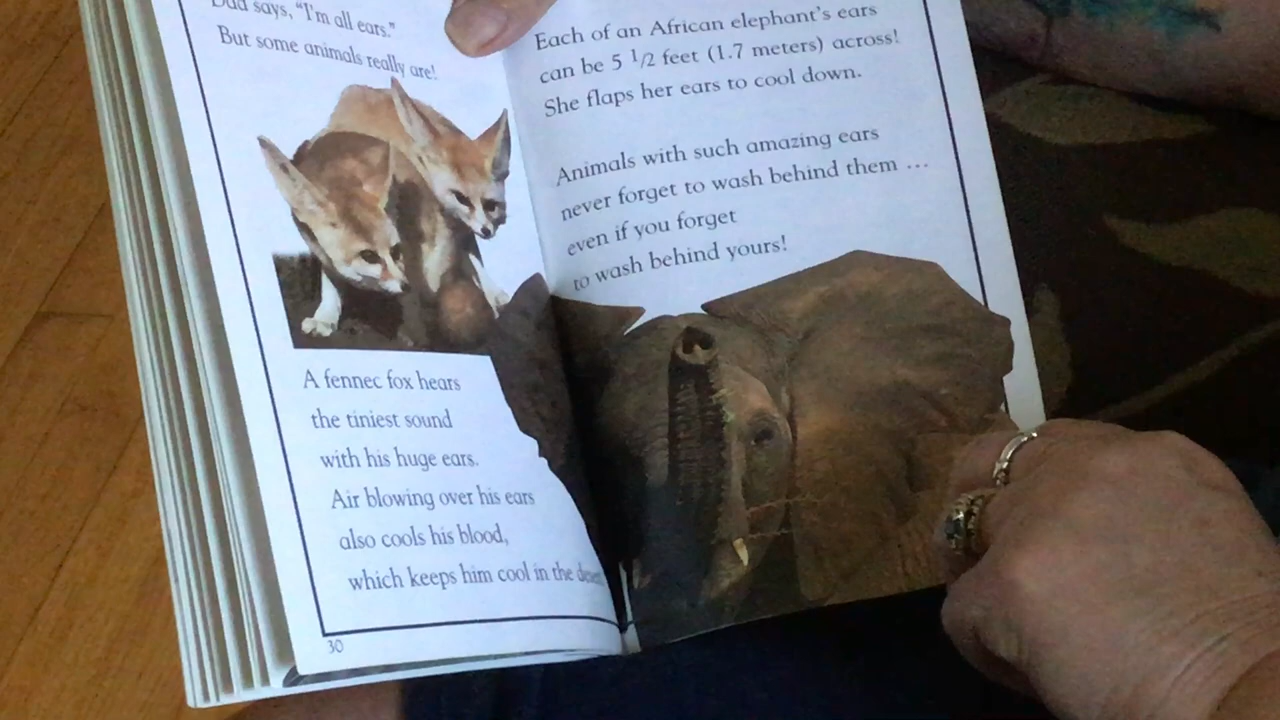 Dad says, “I'm all ears.”
But some animals really are!
A fennec fox hears
the tiniest sound
with his huge ears.
Air blowing over his ears
also cools his blood,
which keeps him cool in the desert.
30
Each of an African elephant's ears
can be 5 1/2 feet (1.7 meters) across!
She flaps her ears to cool down.
Animals with such amazing ears
never forget to wash behind them ...
even if you forget
to wash behind yours!